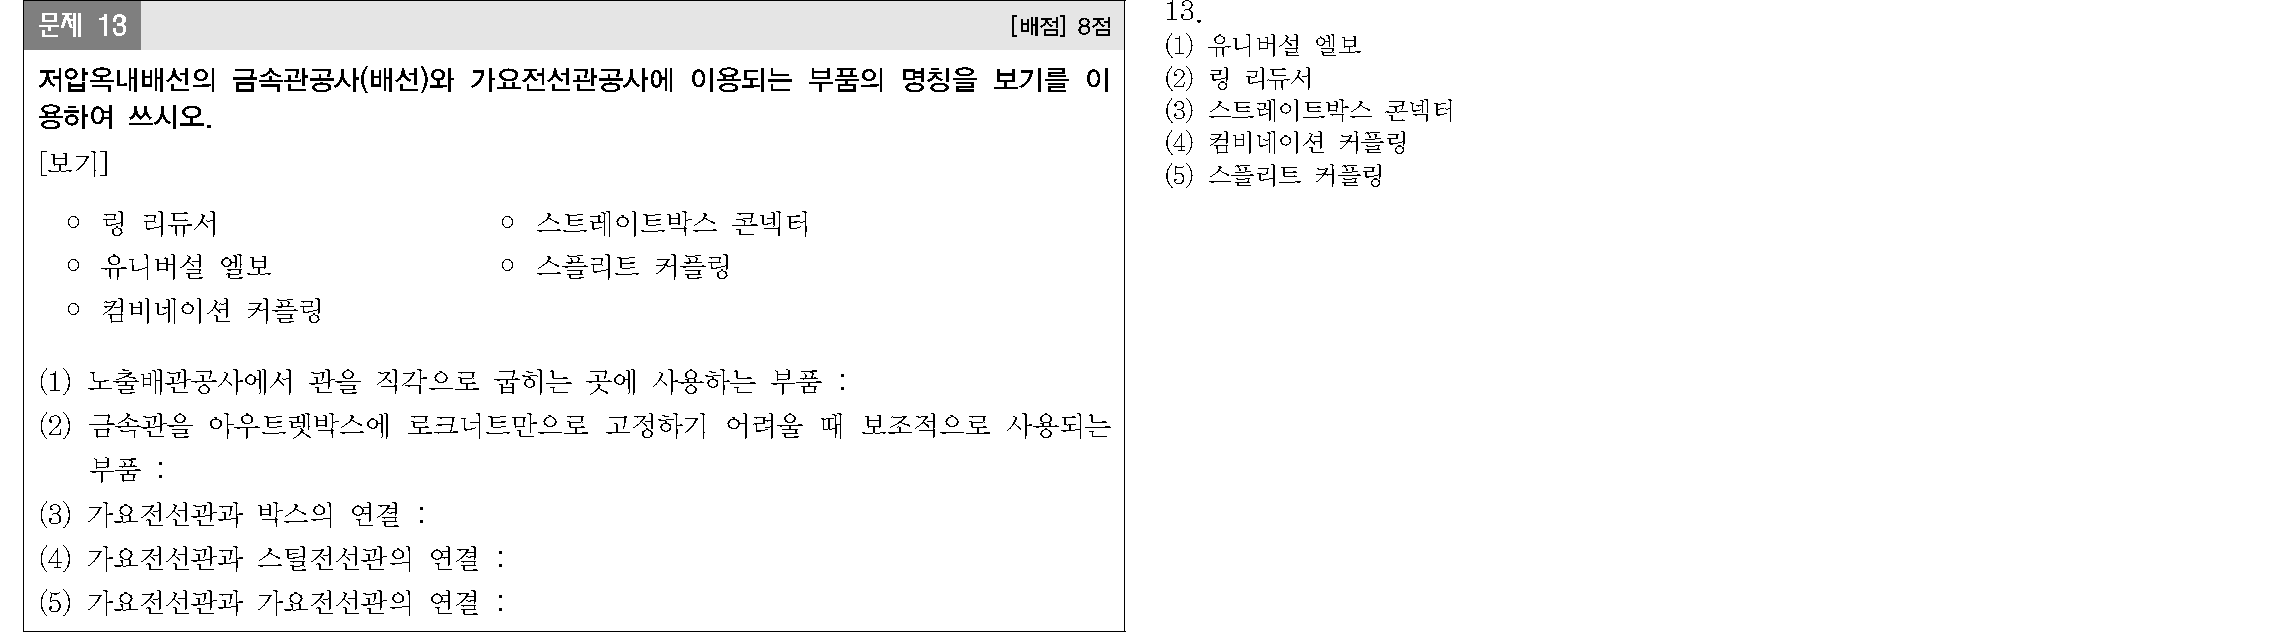 문제 13
[배점] 8점
저압옥내배선의 금속관공사(배선)와 가요전선관공사에 이용되는 부품의 명칭을 보기를 이
용하여 쓰시오.
[보기]
○ 링 리듀서
○ 스트레이트박스 콘넥터
○ 유니버설 엘보
○ 스플리트 커플링
○ 컴비네이션 커플링
(1) 노출배관공사에서 관을 직각으로 굽히는 곳에 사용하는 부품 :
(2) 금속관을 아우트렛박스에 로크너트만으로 고정하기 어려울 때 보조적으로 사용되는
부품 :
(3) 가요전선관과 박스의 연결 :
(4) 가요전선관과 스틸전선관의 연결 :
(5) 가요전선관과 가요전선관의 연결 :
13.
(1) 유니버설 엘보
(2) 링 리듀서
(3) 스트레이트박스 콘넥터
(4) 컴비네이션 커플링
(5) 스플리트 커플링